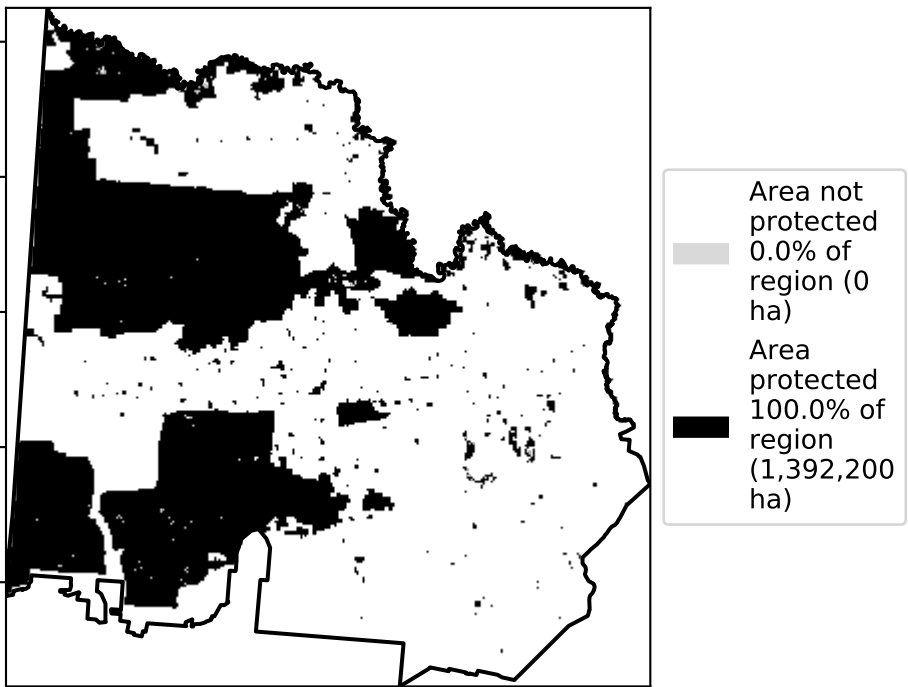 Area not
protected
0.0% of
region (0
ha)
Area
protected
100.0% of
region
(1,392,200
ha)